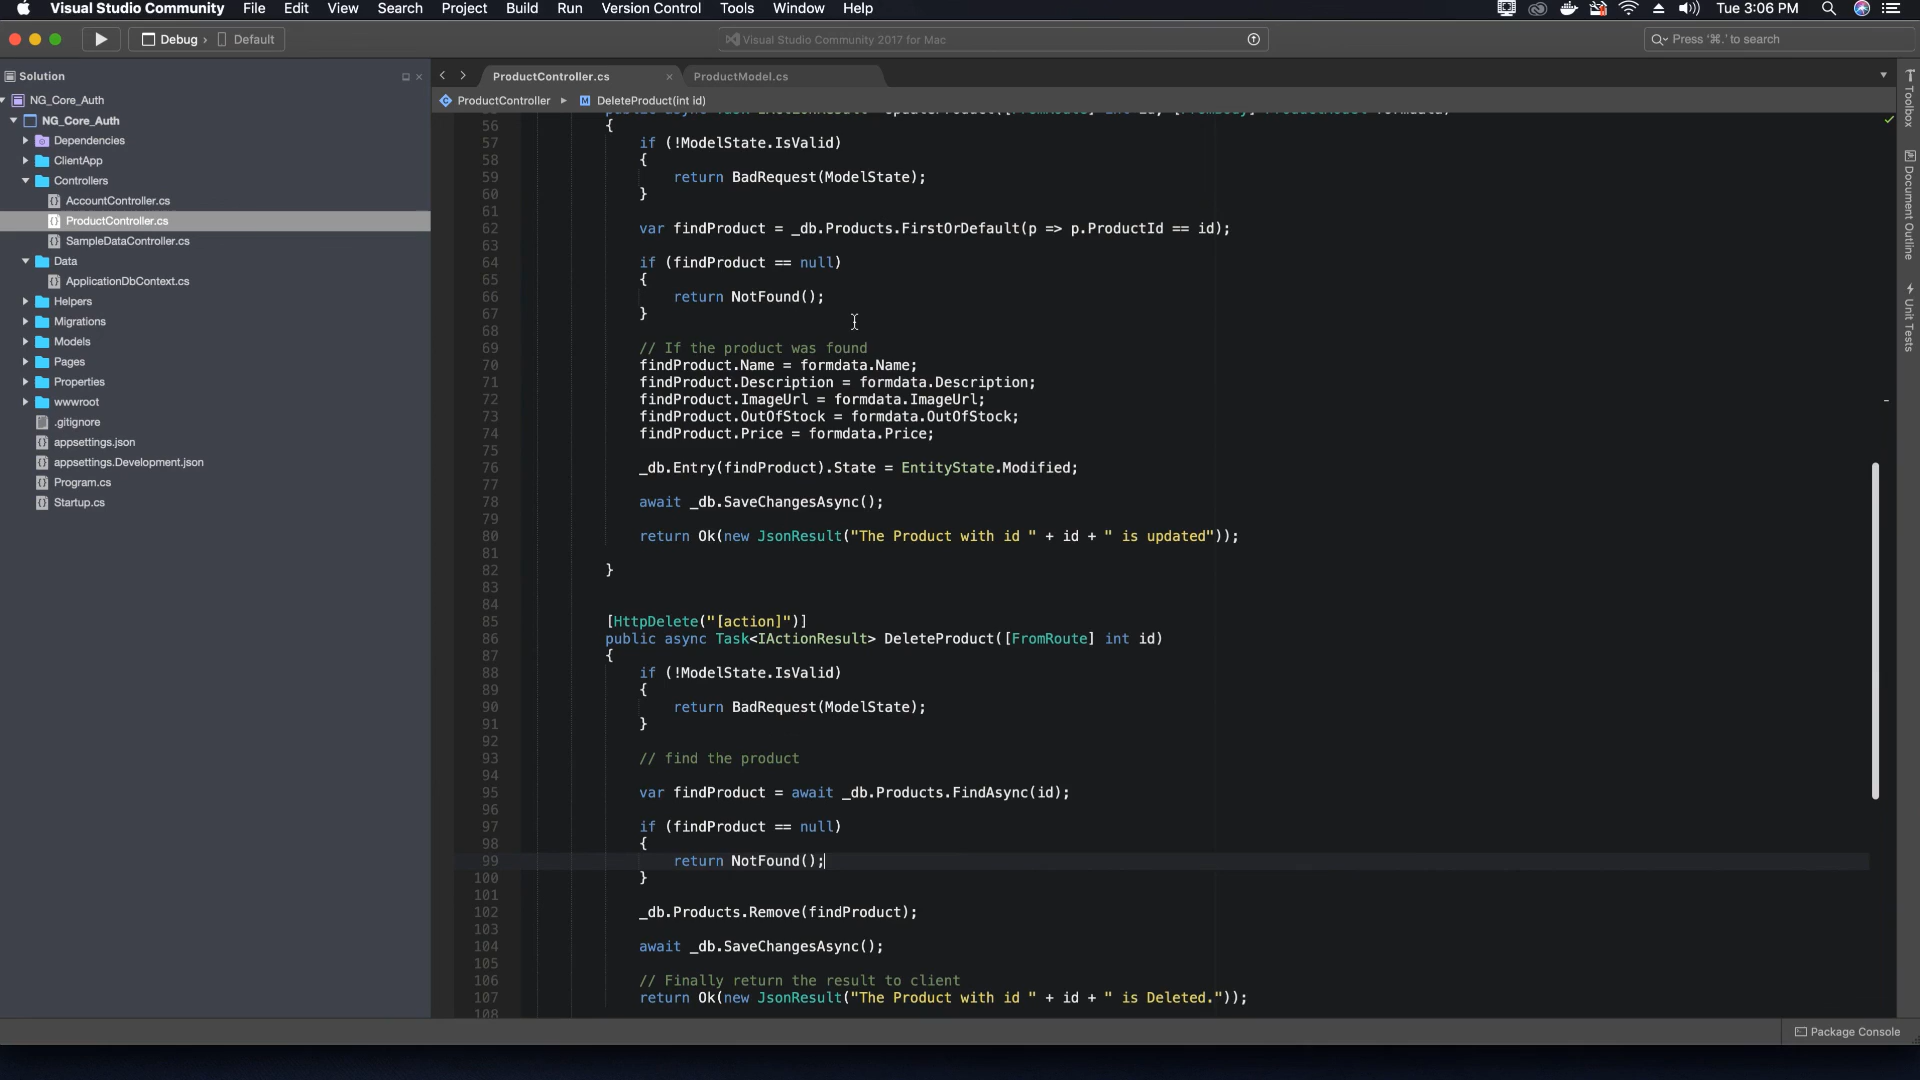 Visual Studio Community File Edit View Search Project Build Run Version Control Tools Window Help Tue 3:06 PM
Debug › Default Visual Studio Community 2017 for Mac Press ‘⌘.’ to search
Solution
NG_Core_Auth
NG_Core_Auth
Dependencies
ClientApp
Controllers
AccountController.cs
ProductController.cs
SampleDataController.cs
Data
ApplicationDbContext.cs
Helpers
Migrations
Models
Pages
Properties
wwwroot
.gitignore
appsettings.json
appsettings.Development.json
Program.cs
Startup.cs
ProductController.cs × ProductModel.cs
ProductController ▸ M DeleteProduct(int id)
56 {
57 if (!ModelState.IsValid)
58 {
59 return BadRequest(ModelState);
60 }
61
62 var findProduct = _db.Products.FirstOrDefault(p => p.ProductId == id);
63
64 if (findProduct == null)
65 {
66 return NotFound();
67 }
68
69 // If the product was found
70 findProduct.Name = formdata.Name;
71 findProduct.Description = formdata.Description;
72 findProduct.ImageUrl = formdata.ImageUrl;
73 findProduct.OutOfStock = formdata.OutOfStock;
74 findProduct.Price = formdata.Price;
75
76 _db.Entry(findProduct).State = EntityState.Modified;
77
78 await _db.SaveChangesAsync();
79
80 return Ok(new JsonResult("The Product with id " + id + " is updated"));
81
82 }
83
84
85 [HttpDelete("[action]")]
86 public async Task<IActionResult> DeleteProduct([FromRoute] int id)
87 {
88 if (!ModelState.IsValid)
89 {
90 return BadRequest(ModelState);
91 }
92
93 // find the product
94
95 var findProduct = await _db.Products.FindAsync(id);
96
97 if (findProduct == null)
98 {
99 return NotFound();
100 }
101
102 _db.Products.Remove(findProduct);
103
104 await _db.SaveChangesAsync();
105
106 // Finally return the result to client
107 return Ok(new JsonResult("The Product with id " + id + " is Deleted."));
108
Toolbox
Document Outline
Unit Tests
Package Console